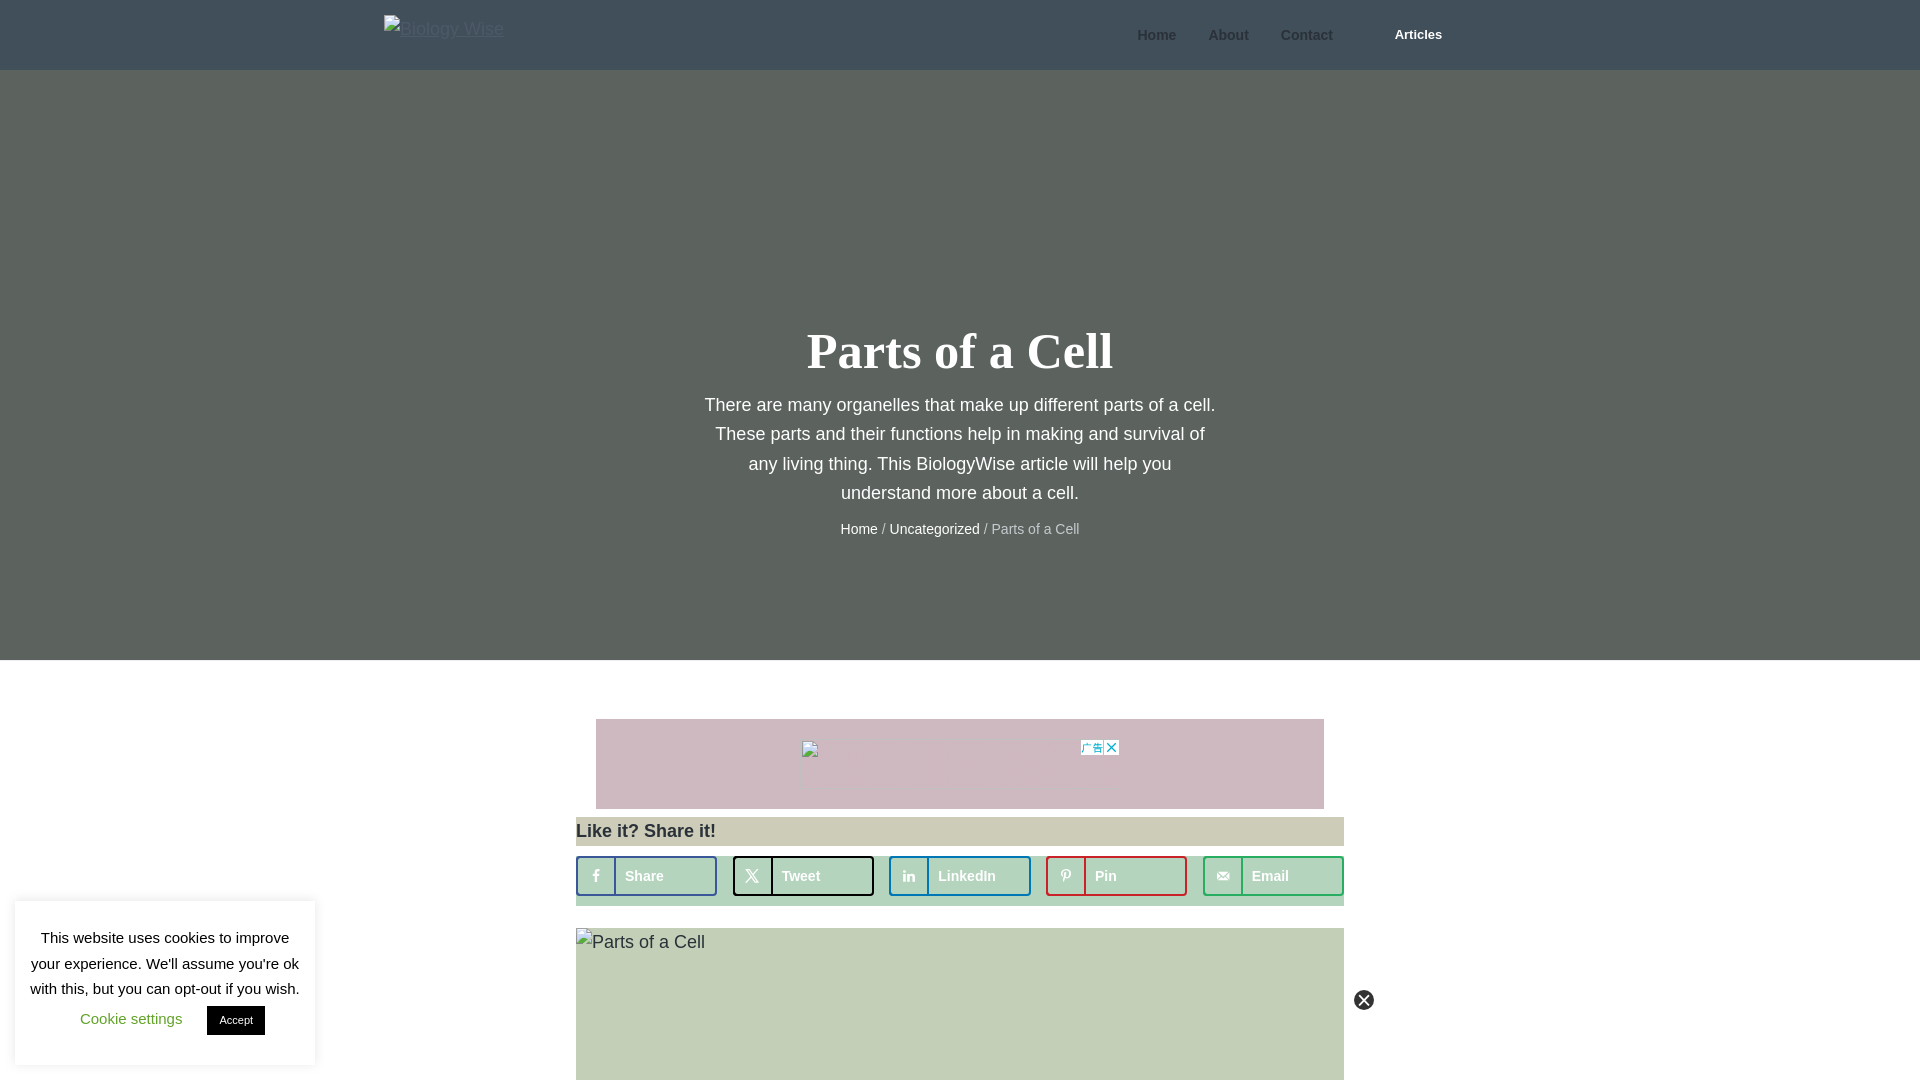 Biology Wise
Home
About
Contact
Articles
Parts of a Cell
There are many organelles that make up different parts of a cell.
These parts and their functions help in making and survival of
any living thing. This BiologyWise article will help you
understand more about a cell.
Home / Uncategorized / Parts of a Cell
广告
Like it? Share it!
Share
Tweet
LinkedIn
Pin
Email
Parts of a Cell
This website uses cookies to improve
your experience. We'll assume you're ok
with this, but you can opt-out if you wish.
Cookie settings
Accept